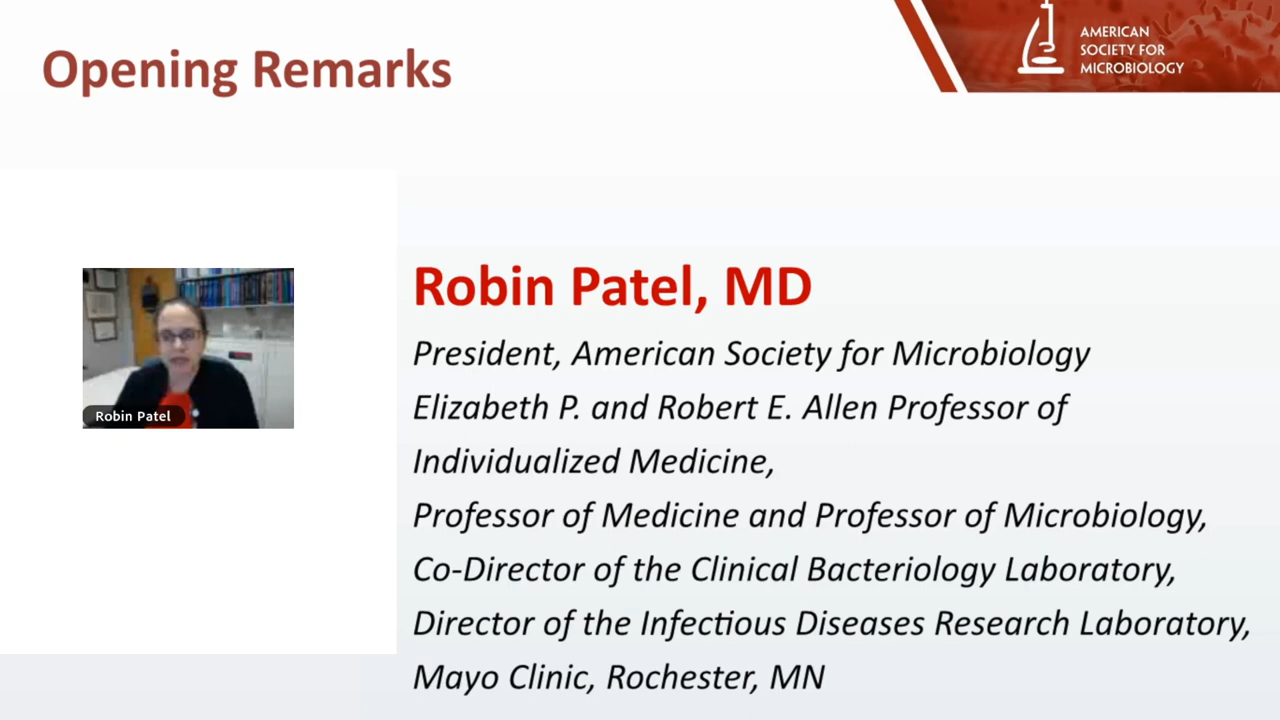 Opening Remarks
AMERICAN
SOCIETY FOR
MICROBIOLOGY
Robin Patel, MD
President, American Society for Microbiology
Elizabeth P. and Robert E. Allen Professor of
Individualized Medicine,
Professor of Medicine and Professor of Microbiology,
Co-Director of the Clinical Bacteriology Laboratory,
Director of the Infectious Diseases Research Laboratory,
Mayo Clinic, Rochester, MN
Robin Patel